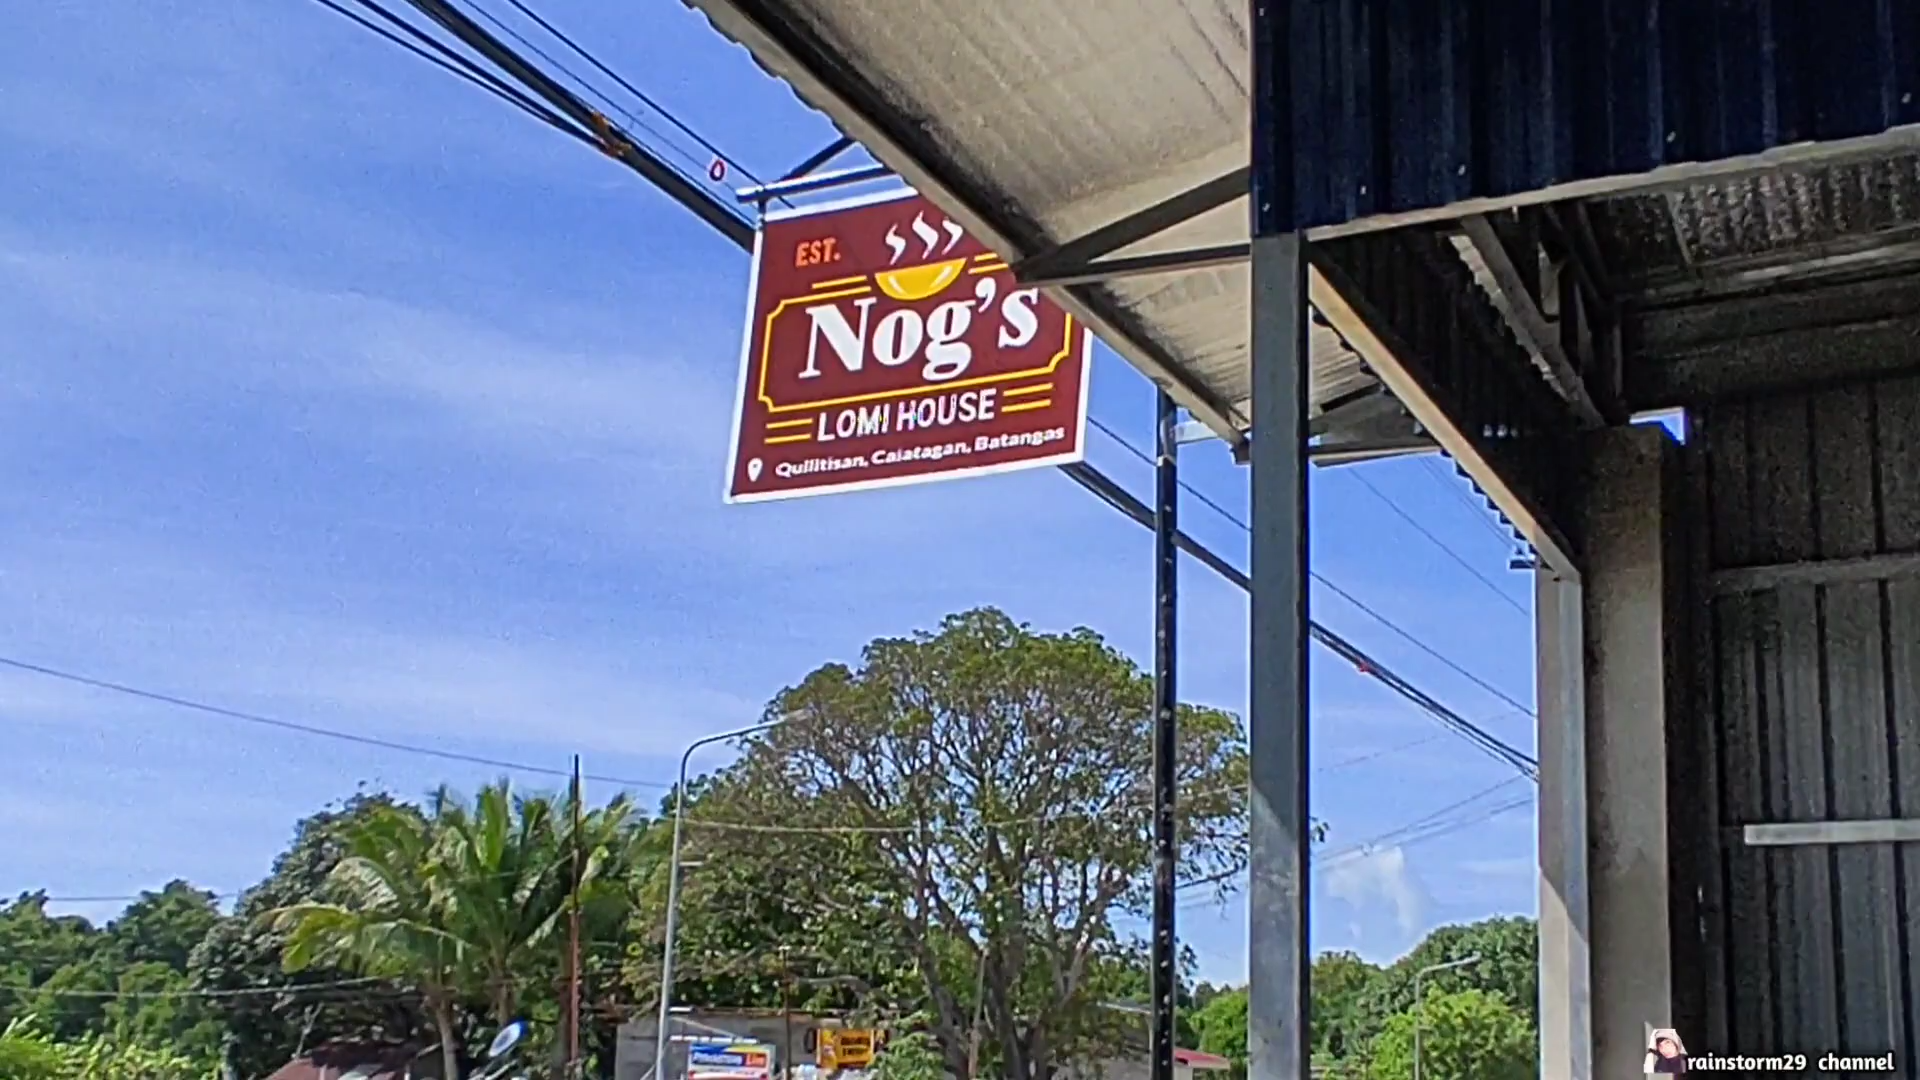 EST.
Nog's
LOMI HOUSE
Quilitisan, Calatagan, Batangas
rainstorm29 channel